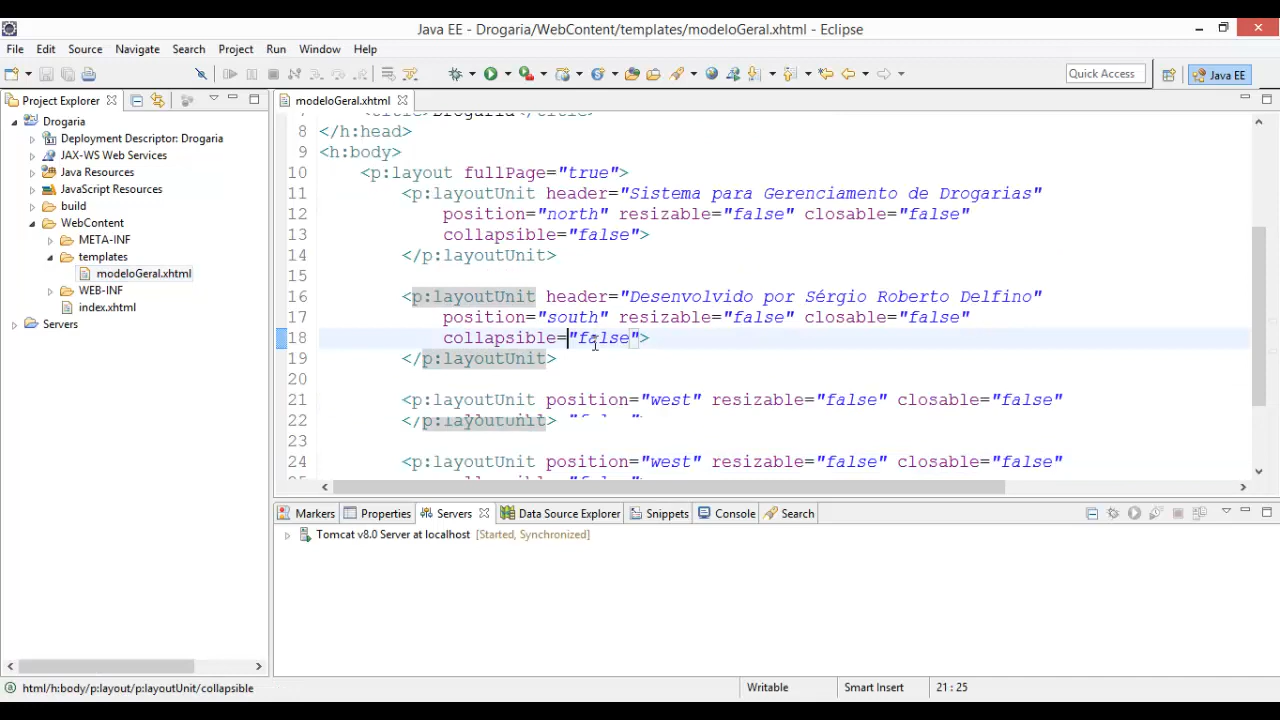 Java EE - Drogaria/WebContent/templates/modeloGeral.xhtml - Eclipse
File Edit Source Navigate Search Project Run Window Help
Quick Access Java EE
Project Explorer
Drogaria
Deployment Descriptor: Drogaria
JAX-WS Web Services
Java Resources
JavaScript Resources
build
WebContent
META-INF
templates
modeloGeral.xhtml
WEB-INF
index.xhtml
Servers
modeloGeral.xhtml
<title>Drogaria</title>
8 </h:head>
9 <h:body>
10 <p:layout fullPage="true">
11 <p:layoutUnit header="Sistema para Gerenciamento de Drogarias"
12 position="north" resizable="false" closable="false"
13 collapsible="false">
14 </p:layoutUnit>
15
16 <p:layoutUnit header="Desenvolvido por Sérgio Roberto Delfino"
17 position="south" resizable="false" closable="false"
18 collapsible="false">
19 </p:layoutUnit>
20
21 <p:layoutUnit position="west" resizable="false" closable="false"
22 </p:layoutUnit>
23
24 <p:layoutUnit position="west" resizable="false" closable="false"
Markers Properties Servers Data Source Explorer Snippets Console Search
Tomcat v8.0 Server at localhost [Started, Synchronized]
html/h:body/p:layout/p:layoutUnit/collapsible Writable Smart Insert 21 : 25